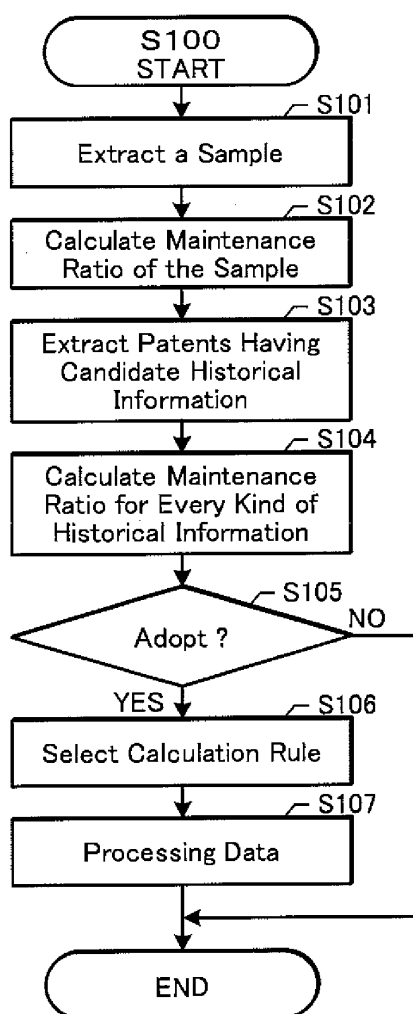 S100
START
S101
Extract a Sample
S102
Calculate Maintenance
Ratio of the Sample
S103
Extract Patents Having
Candidate Historical
Information
S104
Calculate Maintenance
Ratio for Every Kind of
Historical Information
S105
Adopt ?
NO
YES
S106
Select Calculation Rule
S107
Processing Data
END